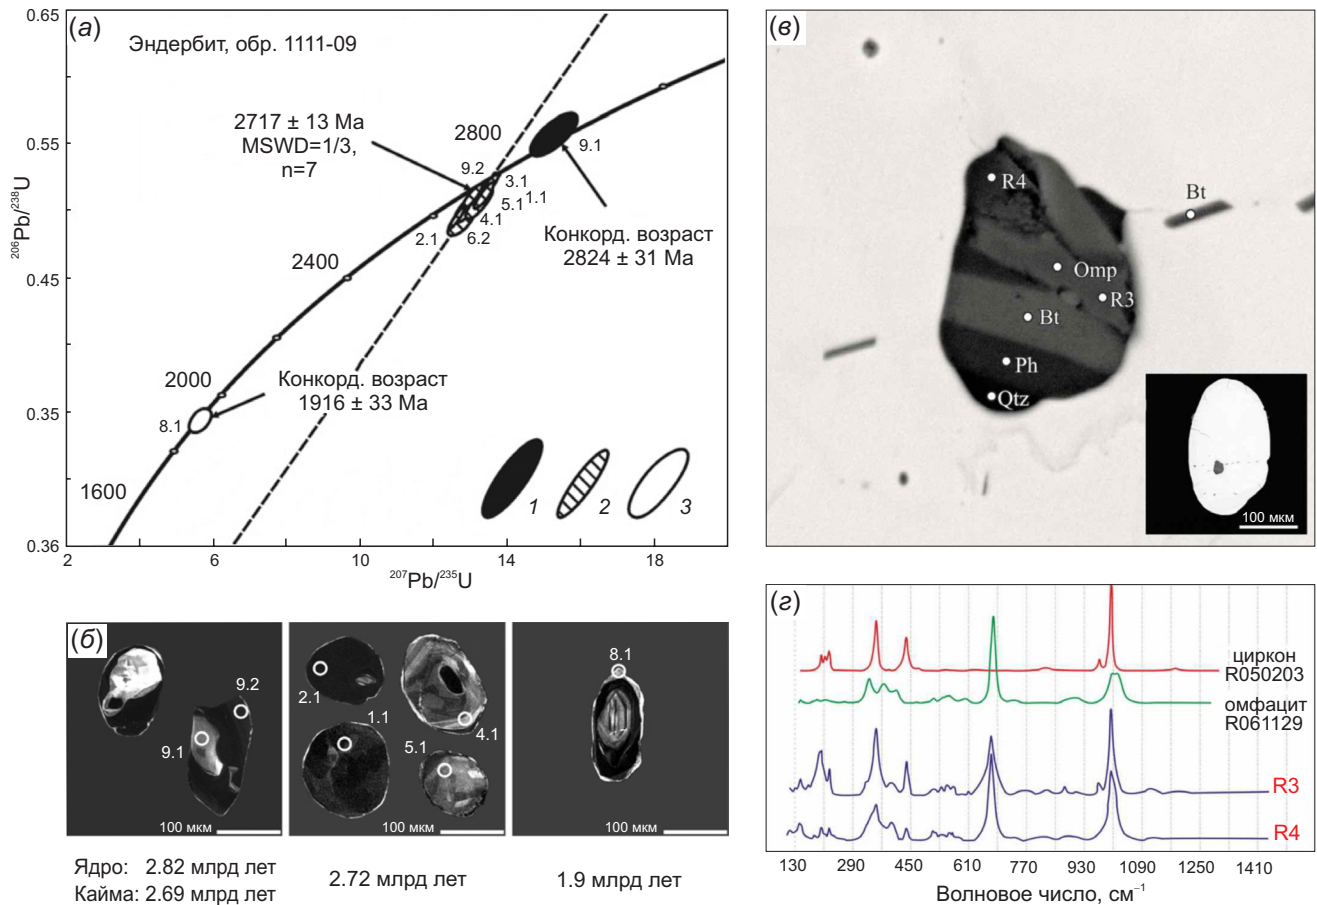 (а)
Эндербит, обр. 1111-09
0.65
0.55
0.45
0.35
0.36
²⁰⁶Pb/²³⁸U
2717 ± 13 Ma
MSWD=1/3,
n=7
2800
9.1
9.2
3.1
1.1
5.1
4.1
2.1
6.2
Конкорд. возраст
2824 ± 31 Ma
2400
2000
Конкорд. возраст
1916 ± 33 Ma
8.1
1600
1
2
3
2
6
10
14
18
²⁰⁷Pb/²³⁵U
(б)
9.2
9.1
100 мкм
2.1
1.1
4.1
5.1
100 мкм
8.1
100 мкм
Ядро: 2.82 млрд лет
Кайма: 2.69 млрд лет
2.72 млрд лет
1.9 млрд лет
(в)
R4
Bt
Omp
R3
Bt
Ph
Qtz
100 мкм
(г)
циркон
R050203
омфацит
R061129
R3
R4
130
290
450
610
770
930
1090
1250
1410
Волновое число, см⁻¹